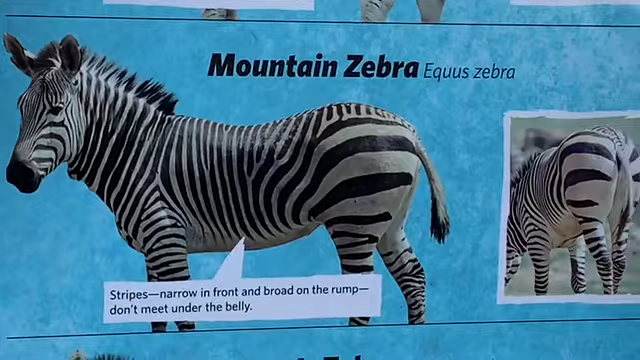 Mountain Zebra Equus zebra
Stripes—narrow in front and broad on the rump—
don't meet under the belly.